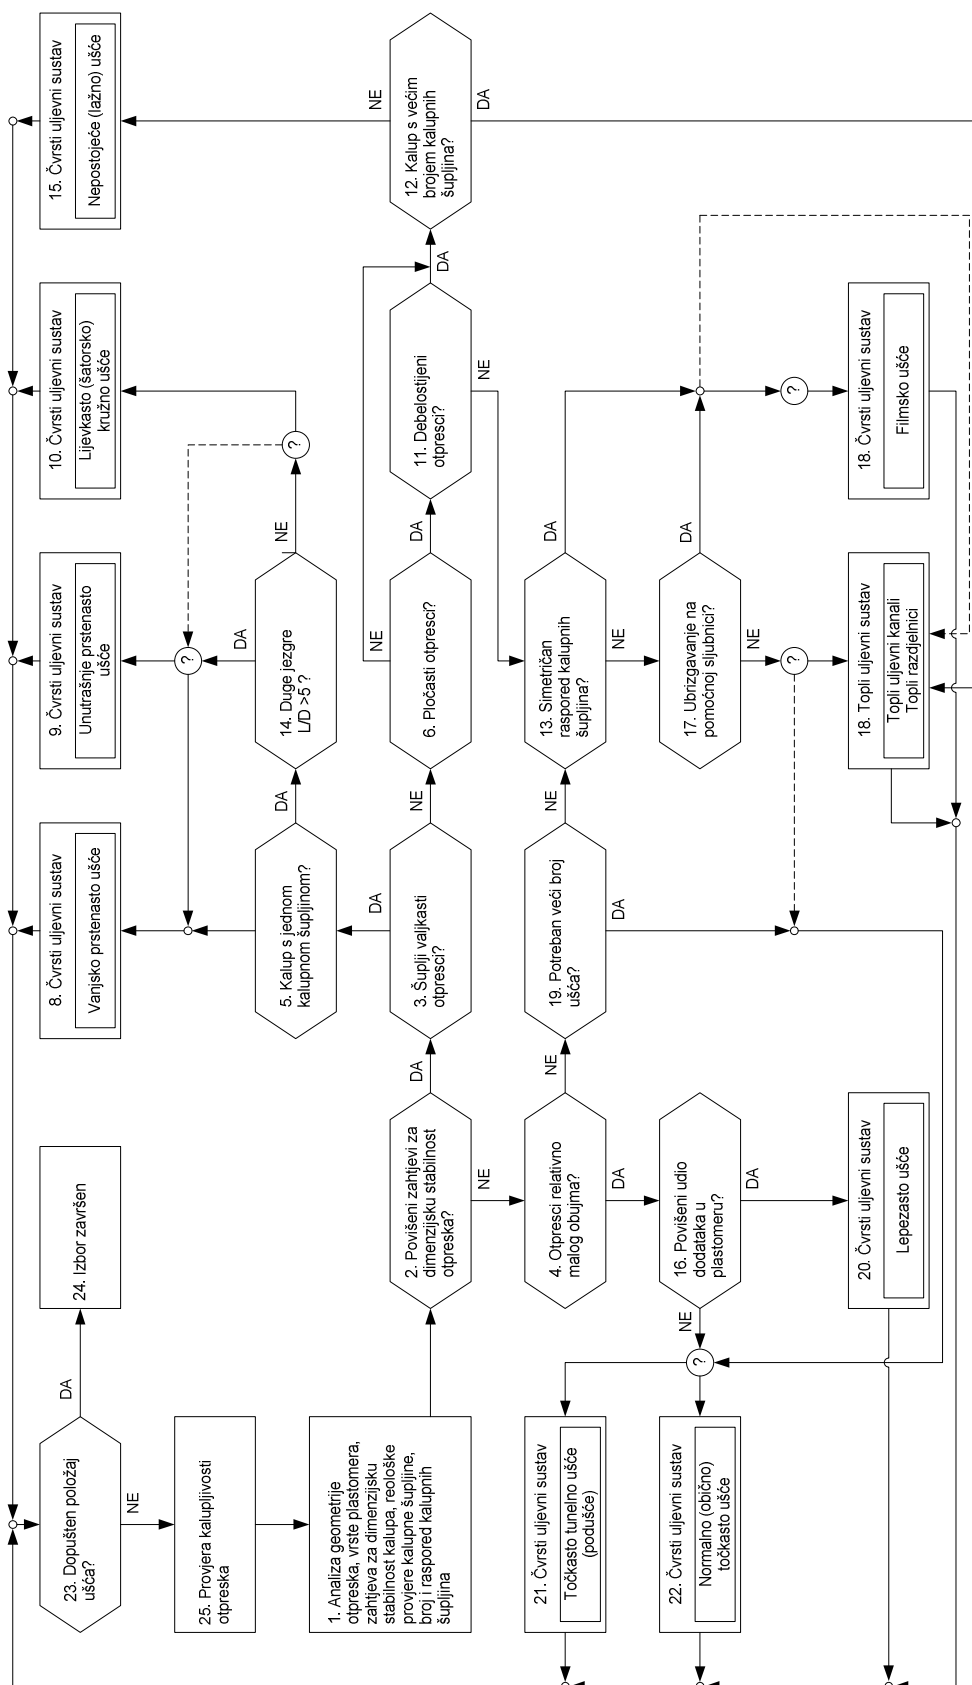 1. Analiza geometrije
otpreska, vrste plastomera,
zahtjeva za dimenzijsku
stabilnost kalupa, reološke
provjere kalupne šupljine,
broj i raspored kalupnih
šupljina
2. Povišeni zahtjevi za
dimenzijsku stabilnost
otpreska?
DA
NE
3. Šuplji valjkasti
otpresci?
DA
NE
4. Otpresci relativno
malog obujma?
NE
DA
5. Kalup s jednom
kalupnom šupljinom?
DA
6. Pločasti otpresci?
NE
DA
8. Čvrsti uljevni sustav
Vanjsko prstenasto ušće
9. Čvrsti uljevni sustav
Unutrašnje prstenasto
ušće
10. Čvrsti uljevni sustav
Lijevkasto (šatorsko)
kružno ušće
11. Debelostijeni
otpresci?
DA
NE
12. Kalup s većim
brojem kalupnih
šupljina?
NE
DA
13. Simetričan
raspored kalupnih
šupljina?
DA
NE
14. Duge jezgre
L/D >5 ?
DA
NE
?
?
15. Čvrsti uljevni sustav
Nepostojeće (lažno) ušće
16. Povišeni udio
dodataka u
plastomeru?
NE
DA
?
17. Ubrizgavanje na
pomoćnoj sljubnici?
DA
NE
?
?
18. Topli uljevni sustav
Topli uljevni kanali
Topli razdjelnici
18. Čvrsti uljevni sustav
Filmsko ušće
19. Potreban veći broj
ušća?
NE
DA
20. Čvrsti uljevni sustav
Lepezasto ušće
21. Čvrsti uljevni sustav
Točkasto tunelno ušće
(podušće)
22. Čvrsti uljevni sustav
Normalno (obično)
točkasto ušće
23. Dopušten položaj
ušća?
DA
NE
24. Izbor završen
25. Provjera kalupljivosti
otpreska